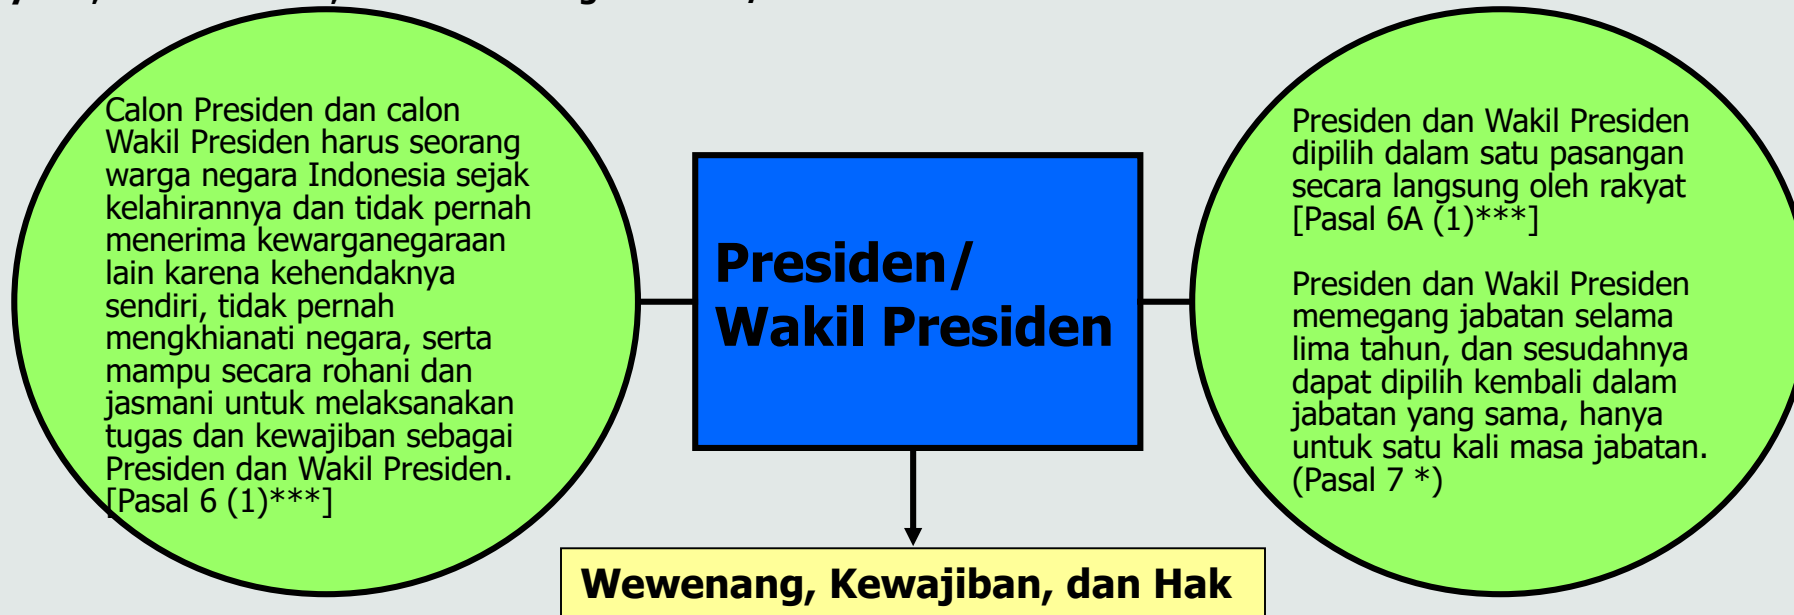 Calon Presiden dan calon
Wakil Presiden harus seorang
warga negara Indonesia sejak
kelahirannya dan tidak pernah
menerima kewarganegaraan
lain karena kehendaknya
sendiri, tidak pernah
mengkhianati negara, serta
mampu secara rohani dan
jasmani untuk melaksanakan
tugas dan kewajiban sebagai
Presiden dan Wakil Presiden.
[Pasal 6 (1)***]
Presiden/
Wakil Presiden
Presiden dan Wakil Presiden
dipilih dalam satu pasangan
secara langsung oleh rakyat
[Pasal 6A (1)***]
Presiden dan Wakil Presiden
memegang jabatan selama
lima tahun, dan sesudahnya
dapat dipilih kembali dalam
jabatan yang sama, hanya
untuk satu kali masa jabatan.
(Pasal 7 *)
Wewenang, Kewajiban, dan Hak